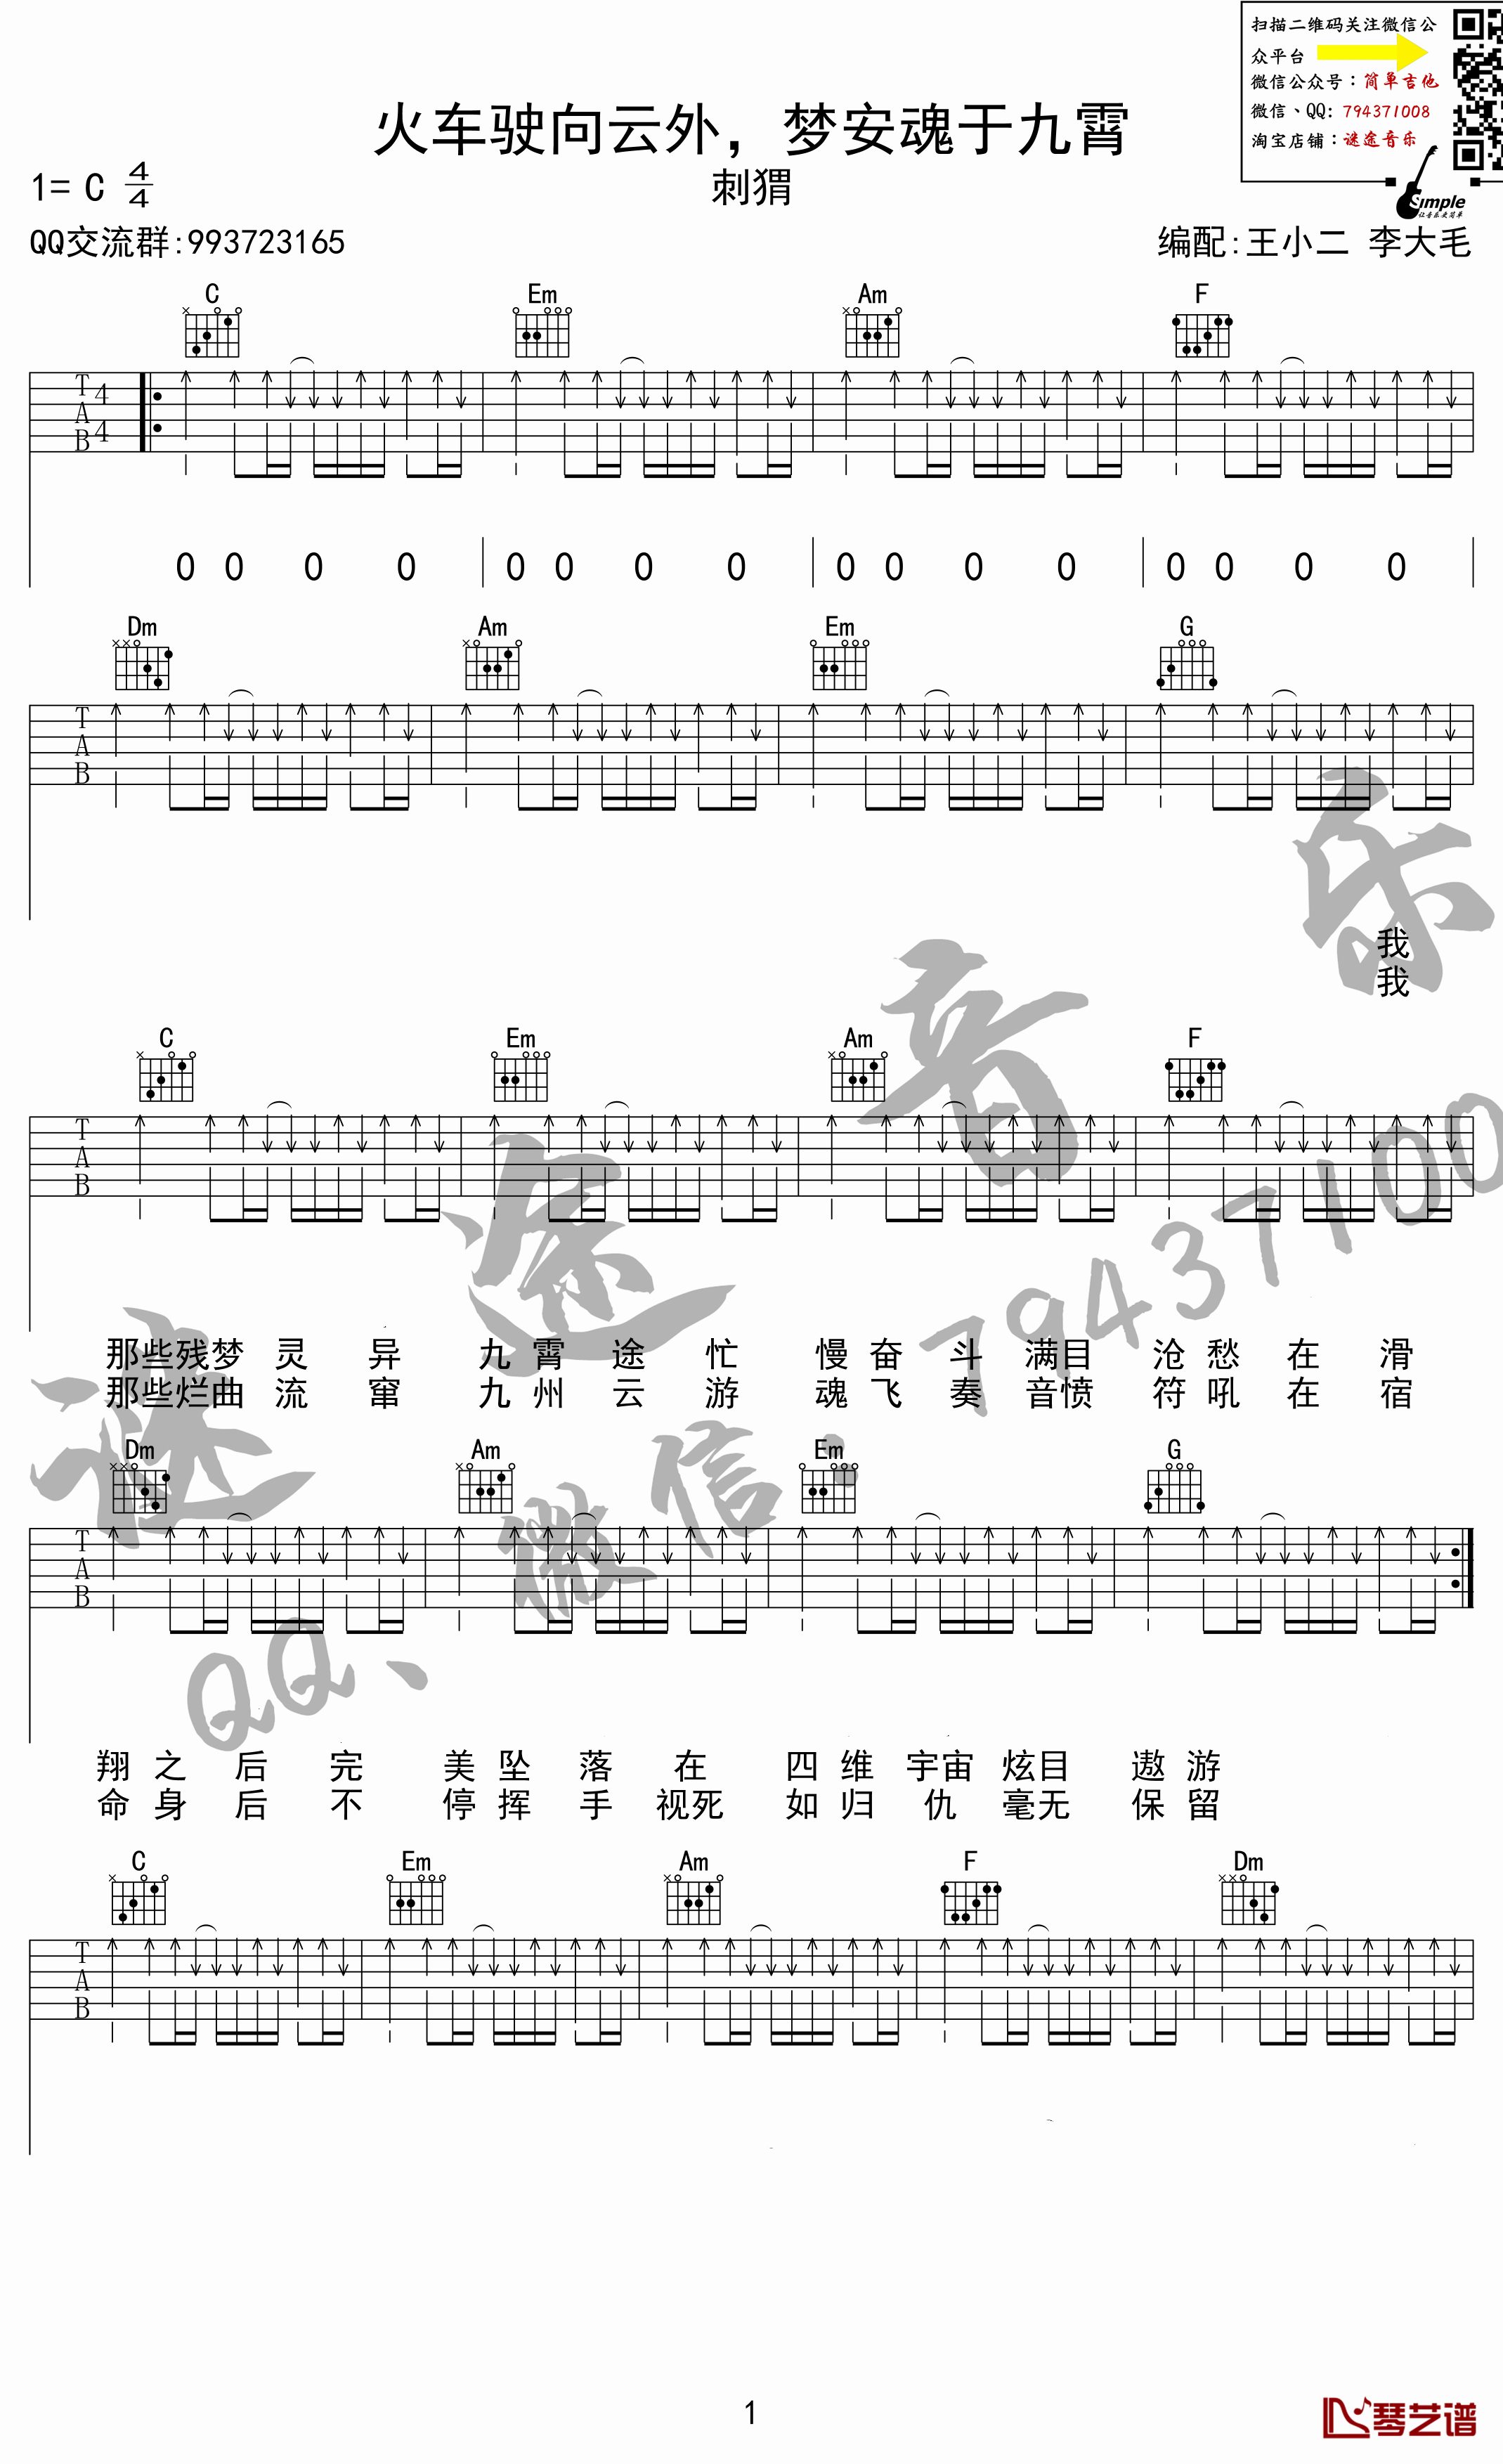 扫描二维码关注微信公
众平台
微信公众号：简单吉他
微信、QQ: 794371008
淘宝店铺：谜途音乐
Simple
让音乐更简单
火车驶向云外，梦安魂于九霄
刺猬
1= C 4/4
QQ交流群:993723165
编配:王小二 李大毛
C Em Am F
T A B 4 4
0 0 0 0 0 0 0 0 0 0 0 0 0 0 0 0
Dm Am Em G
T A B
我
我
C Em Am F
T A B
那些残梦 灵 异 九 霄 途 忙 慢 奋 斗 满目 沧 愁 在 滑
那些烂曲 流 窜 九 州 云 游 魂 飞 奏 音愤 符 吼 在 宿
Dm Am Em G
T A B
翔 之 后 完 美 坠 落 在 四 维 宇宙 炫目 遨 游
命 身 后 不 停 挥 手 视死 如 归 仇 毫无 保 留
C Em Am F Dm
T A B
谜途音乐
QQ、微信: 79437100
1
琴艺谱